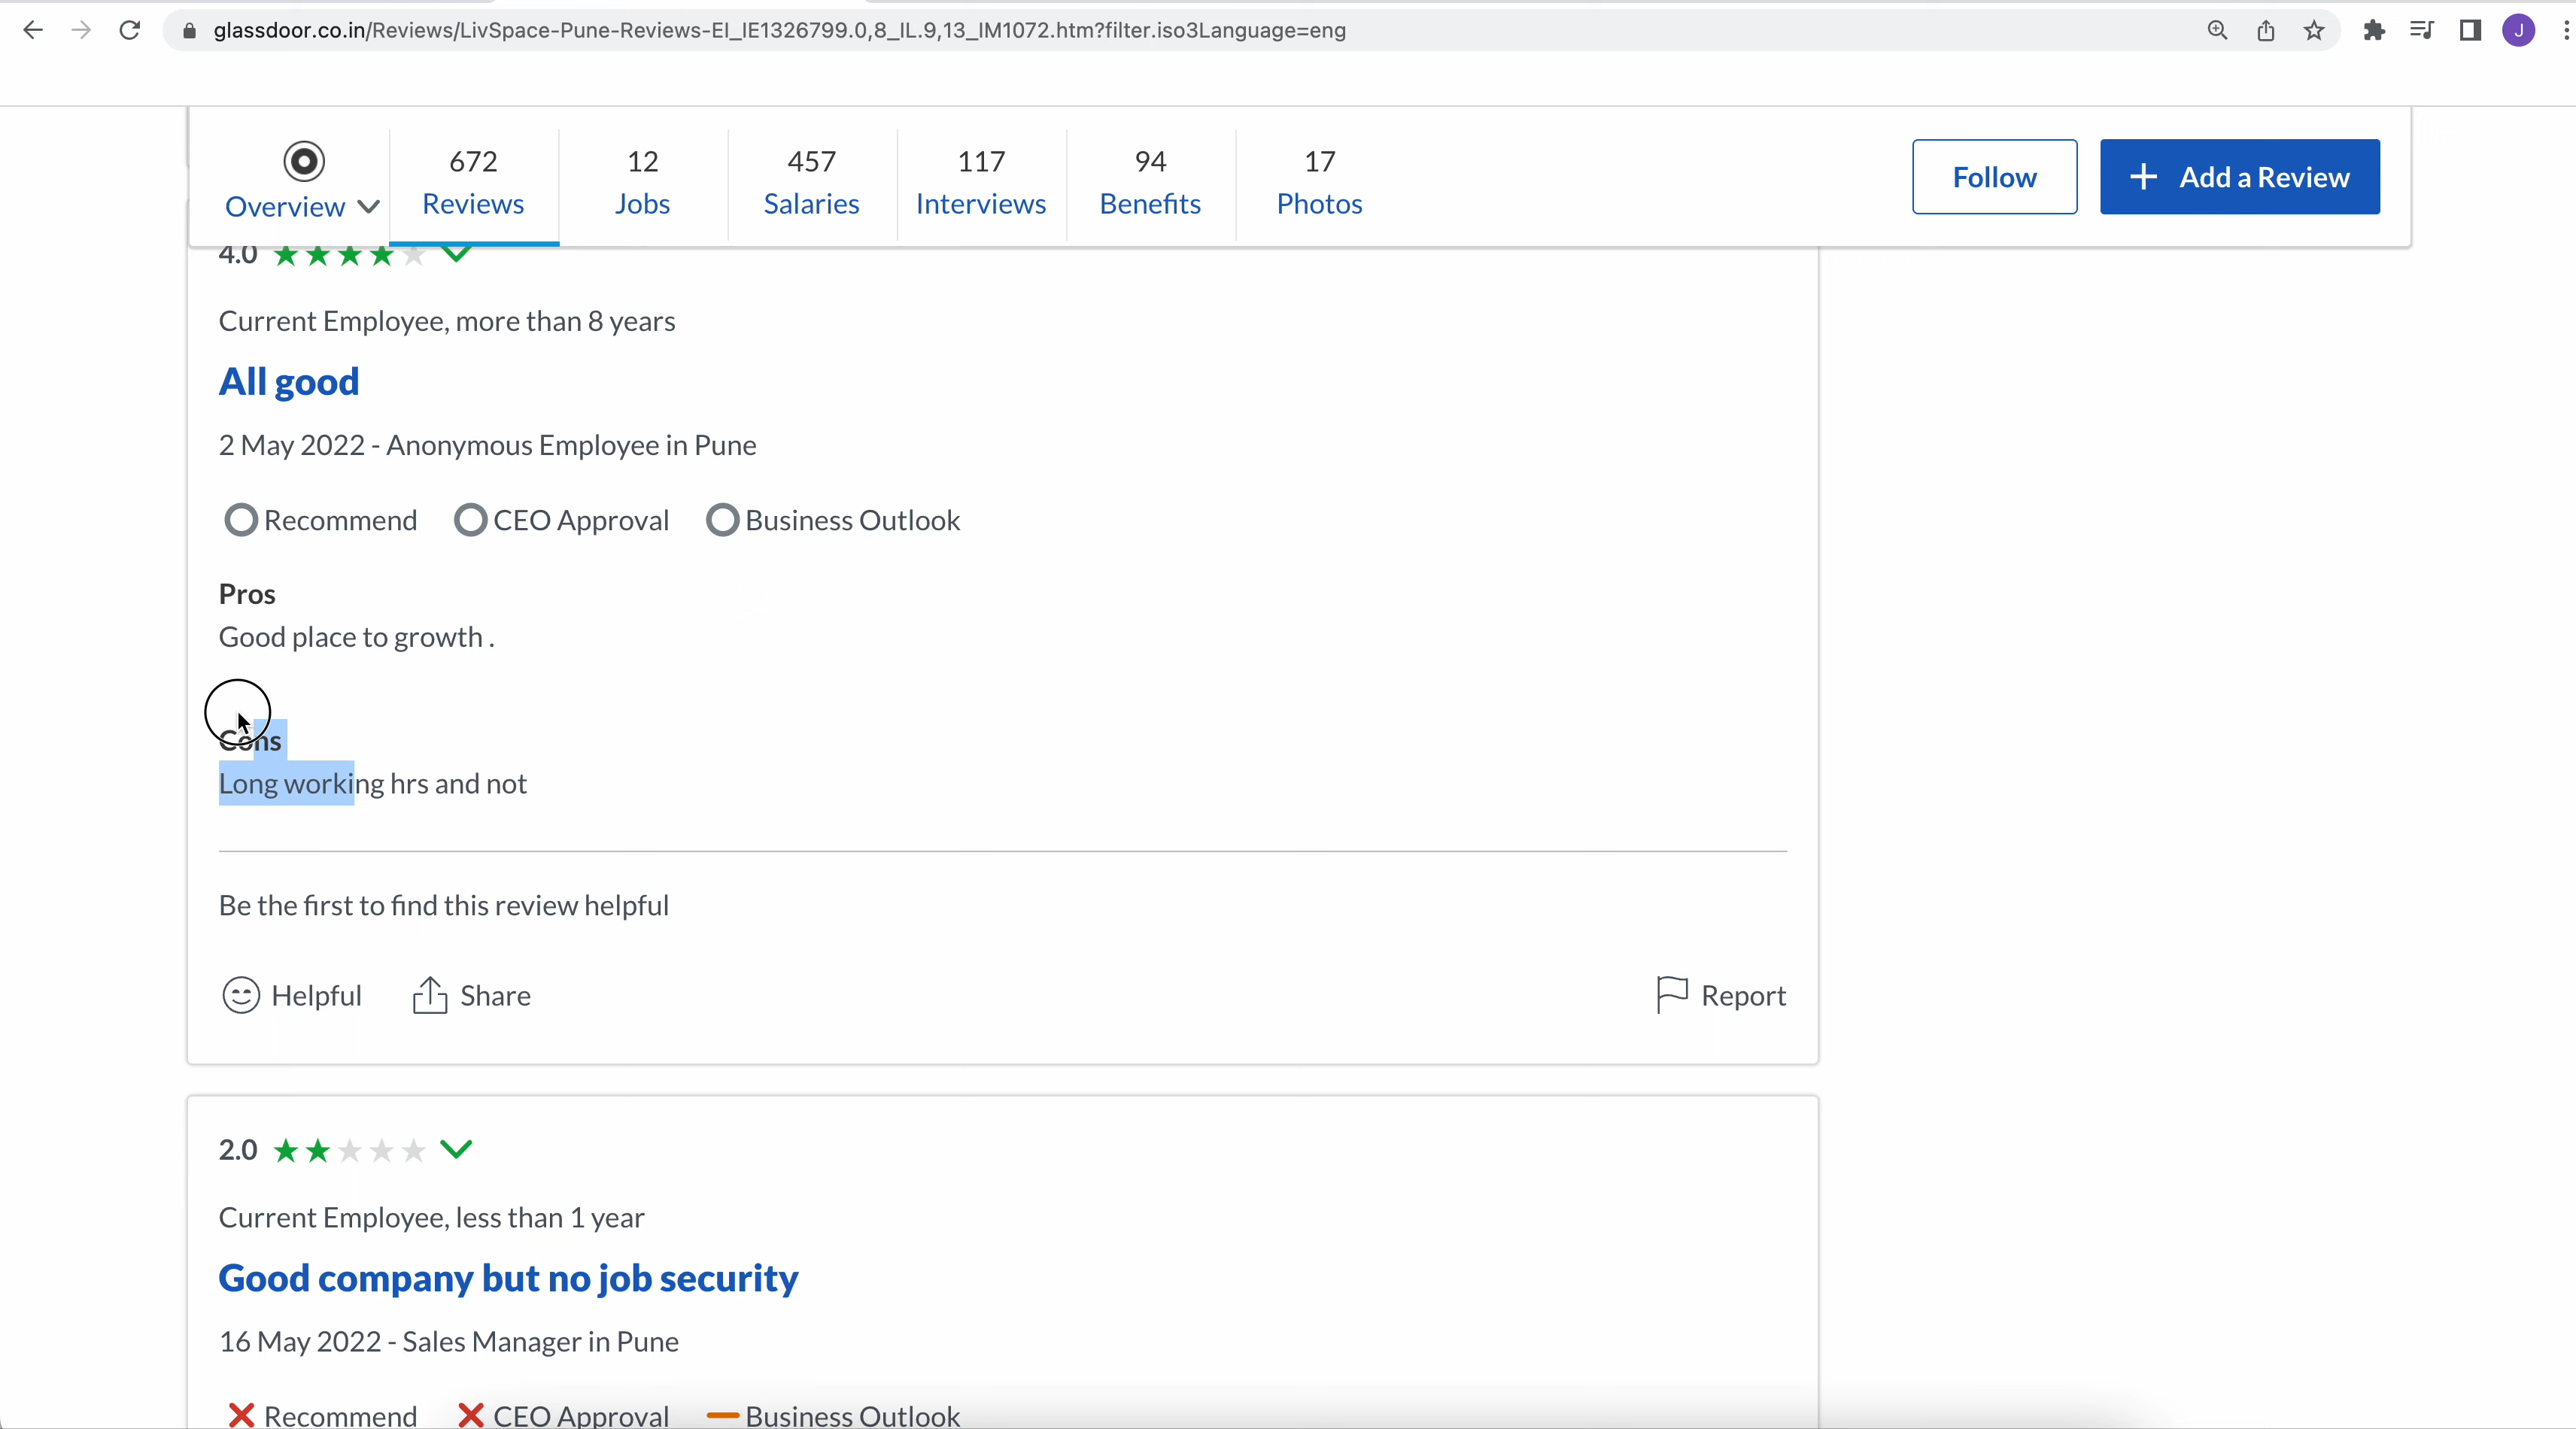 glassdoor.co.in/Reviews/LivSpace-Pune-Reviews-EI_IE1326799.0,8_IL.9,13_IM1072.htm?filter.iso3Language=eng
J
672 12 457 117 94 17
Overview Reviews Jobs Salaries Interviews Benefits Photos
Follow + Add a Review
4.0
Current Employee, more than 8 years
All good
2 May 2022 - Anonymous Employee in Pune
Recommend CEO Approval Business Outlook
Pros
Good place to growth .
Cons
Long working hrs and not
Be the first to find this review helpful
Helpful Share Report
2.0
Current Employee, less than 1 year
Good company but no job security
16 May 2022 - Sales Manager in Pune
Recommend CEO Approval Business Outlook